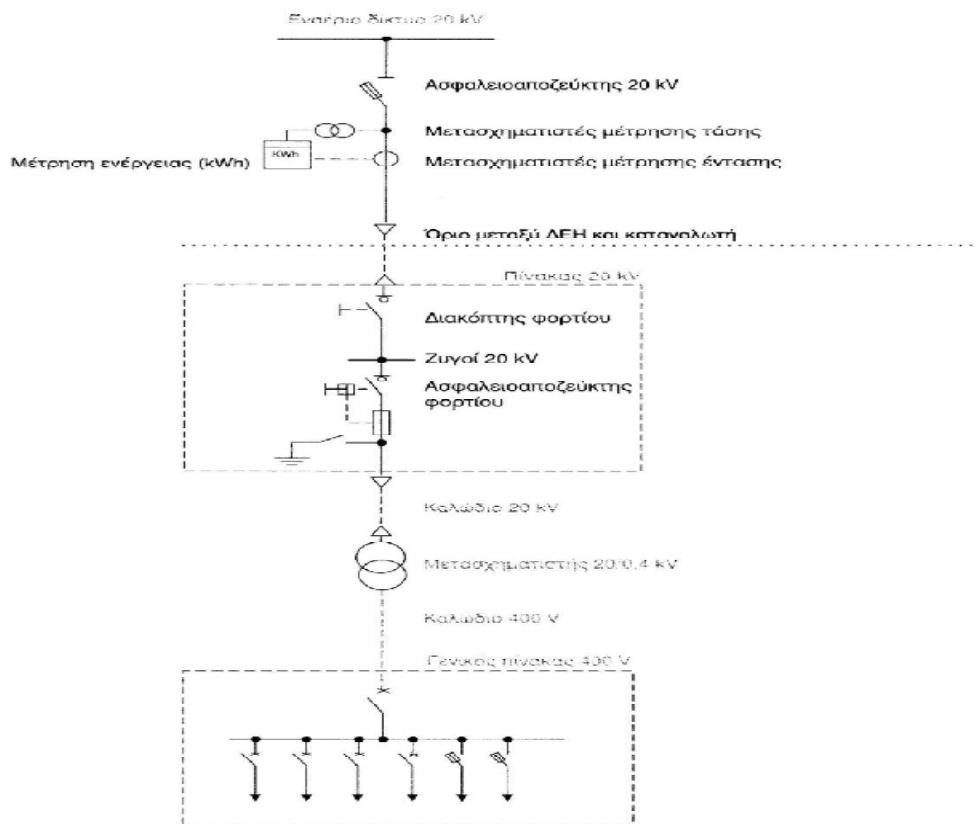 Εναέριο δίκτυο 20 kV
Ασφαλειοαποζεύκτης 20 kV
Μετασχηματιστές μέτρησης τάσης
KWh
Μέτρηση ενέργειας (kWh)
Μετασχηματιστές μέτρησης έντασης
Όριο μεταξύ ΔΕΗ και καταναλωτή
Πίνακας 20 kV
Διακόπτης φορτίου
Ζυγοί 20 kV
Ασφαλειοαποζεύκτης
φορτίου
Καλώδιο 20 kV
Μετασχηματιστής 20/0,4 kV
Καλώδιο 400 V
Γενικός πίνακας 400 V